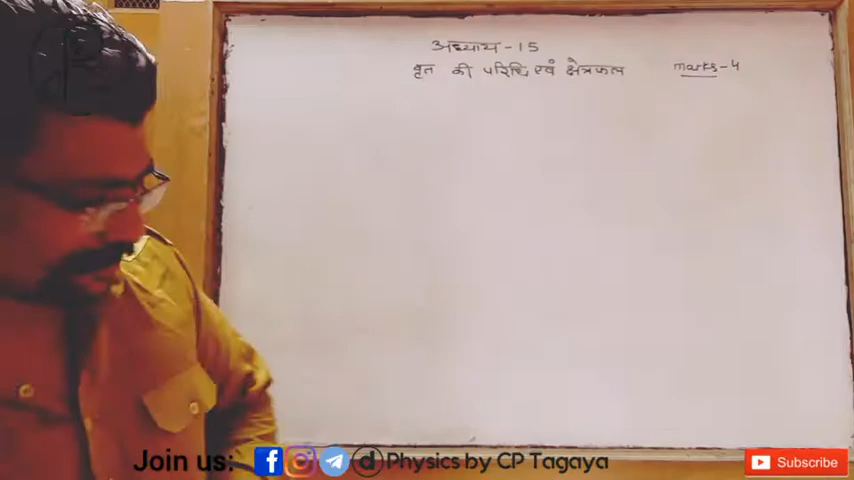 अध्याय - 15
वृत की परिधि एवं क्षेत्रफल marks - 4
Join us: f d Physics by CP Tagaya Subscribe